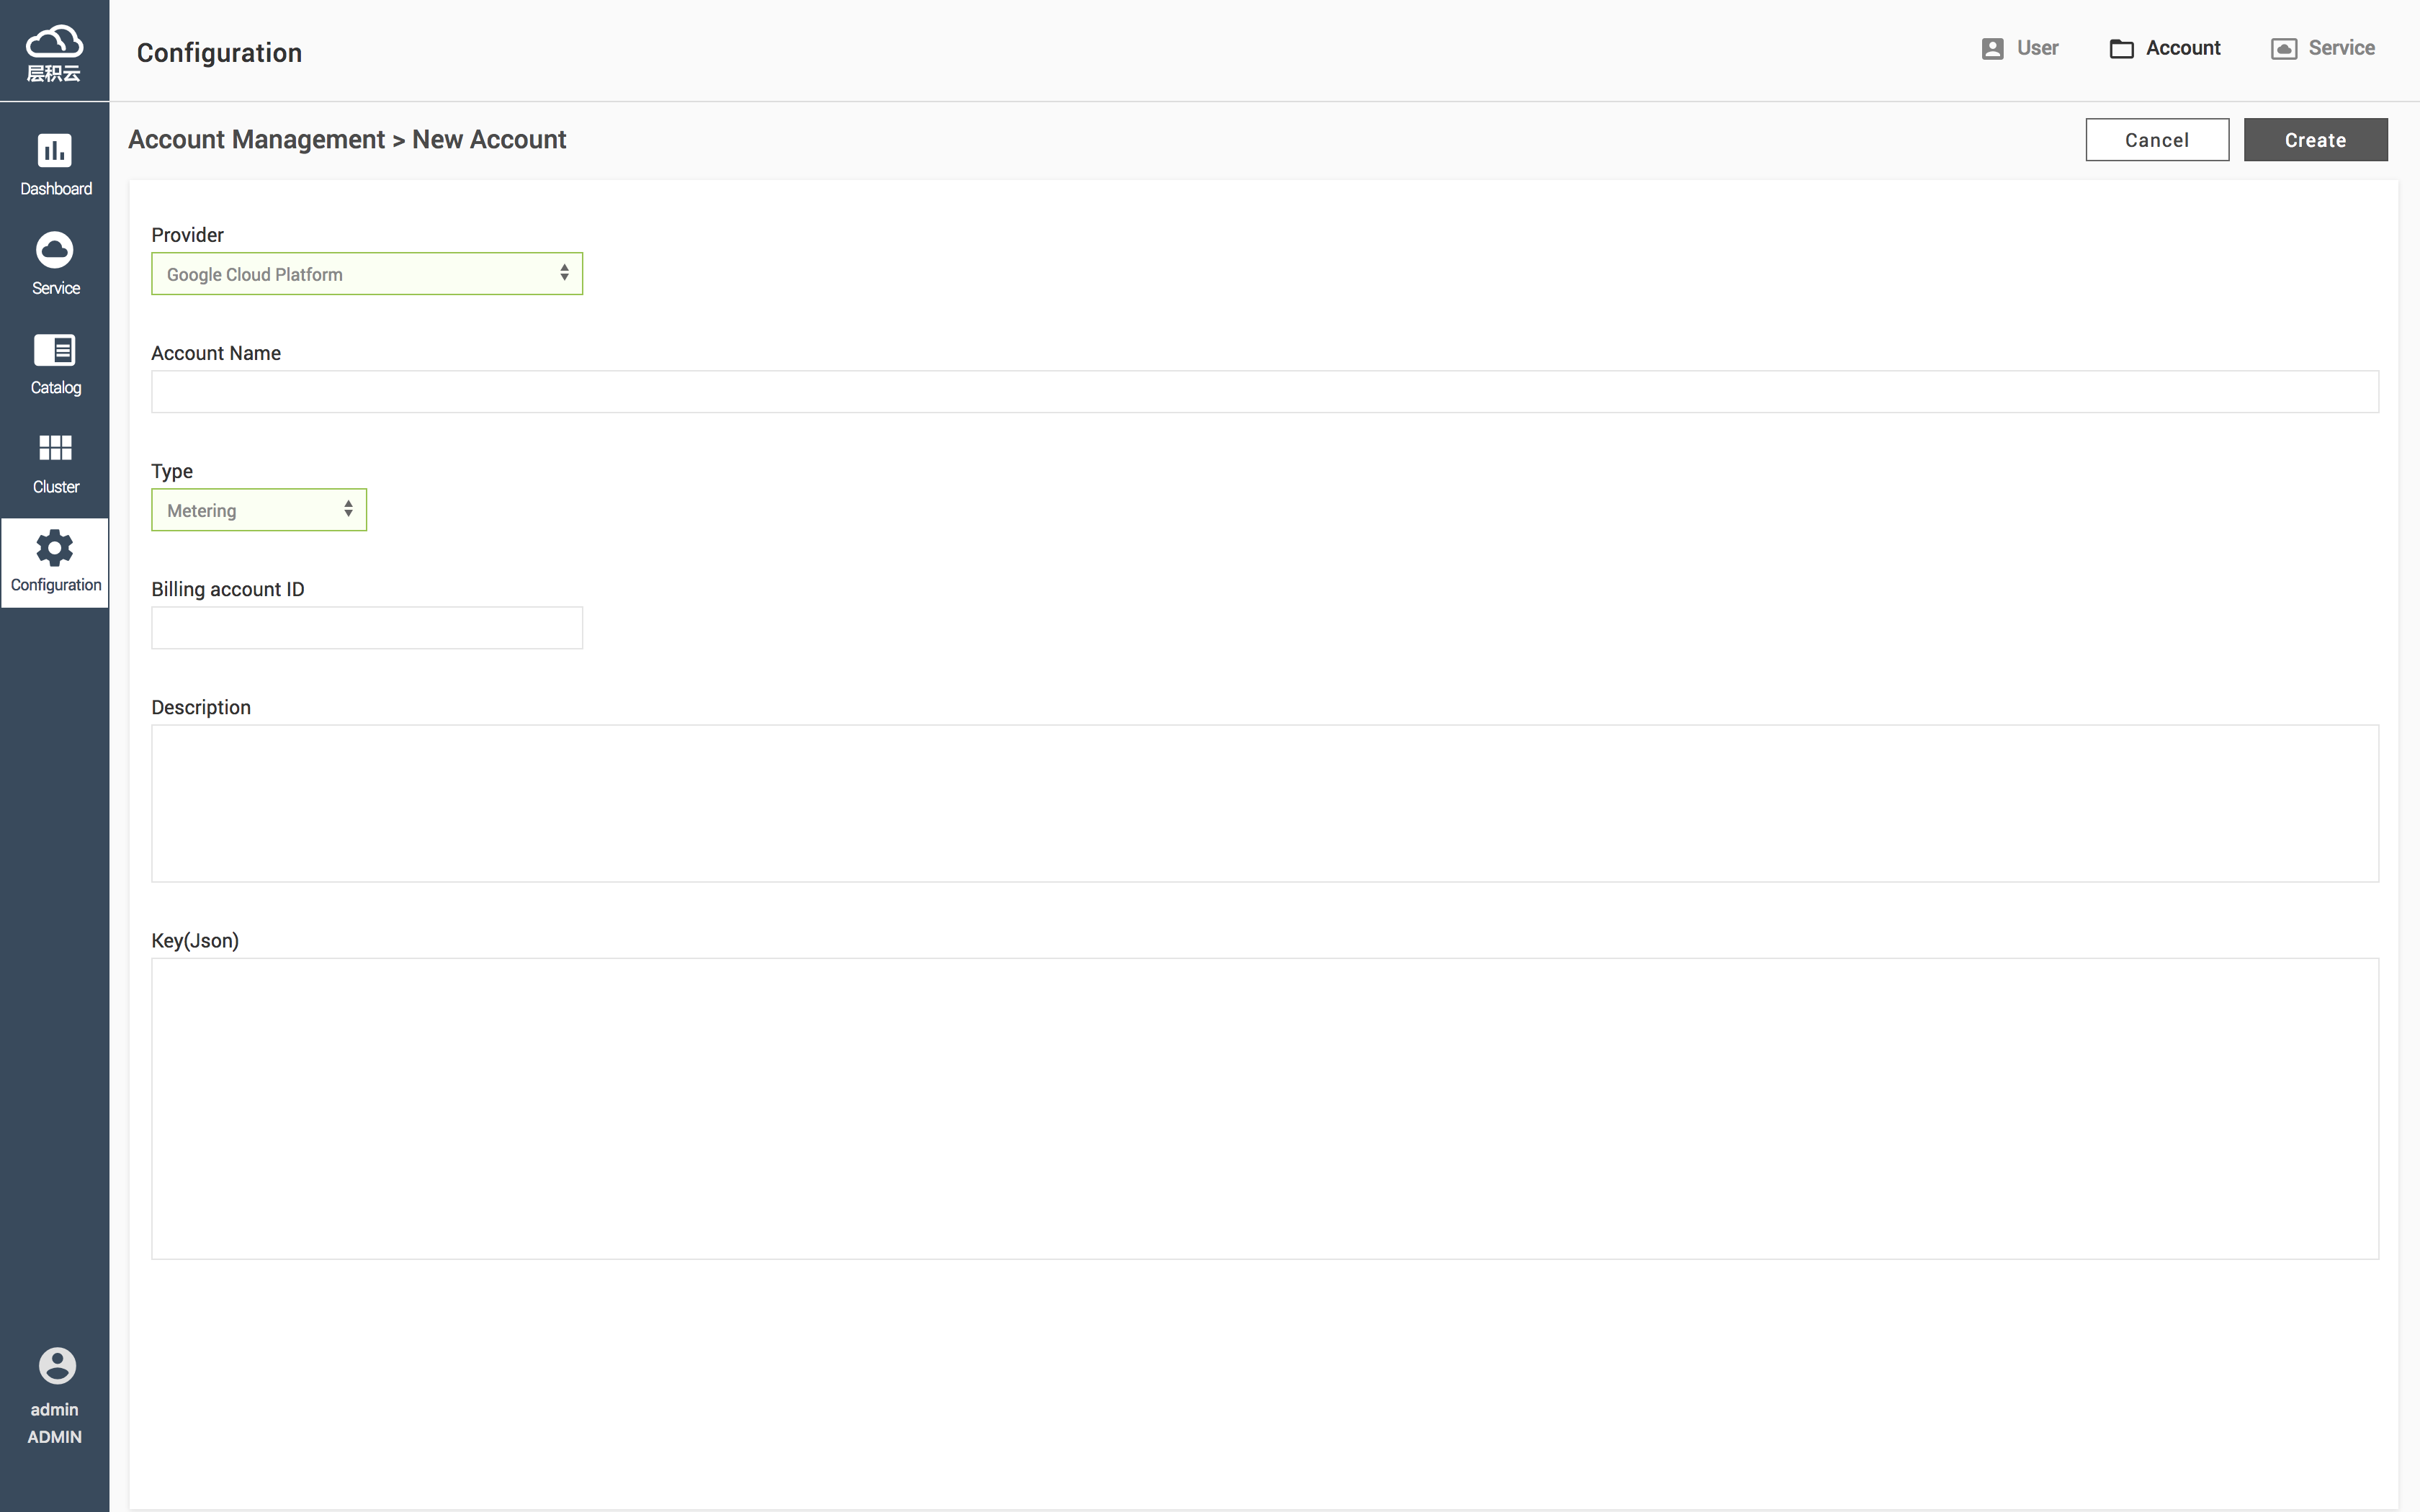 层积云
Configuration
User
Account
Service
Account Management > New Account
Cancel
Create
Dashboard
Service
Catalog
Cluster
Configuration
Provider
Google Cloud Platform
Account Name
Type
Metering
Billing account ID
Description
Key(Json)
admin
ADMIN